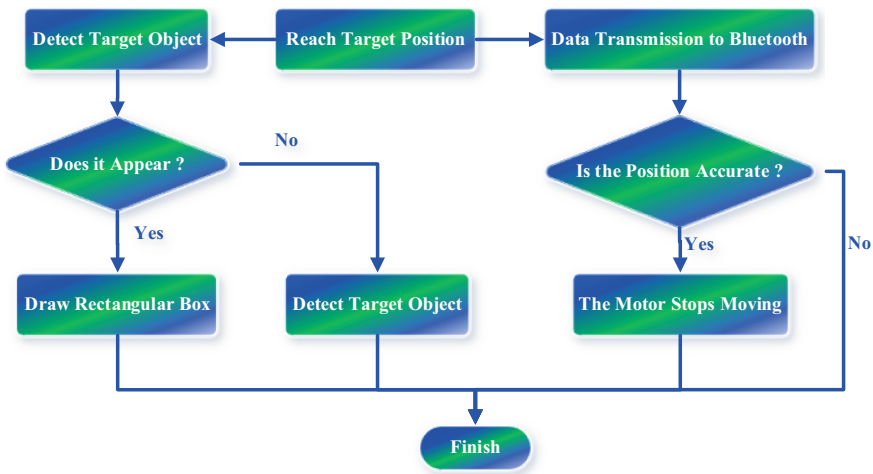 Detect Target Object
Reach Target Position
Data Transmission to Bluetooth
Does it Appear ?
No
Is the Position Accurate ?
Yes
Yes
No
Draw Rectangular Box
Detect Target Object
The Motor Stops Moving
Finish